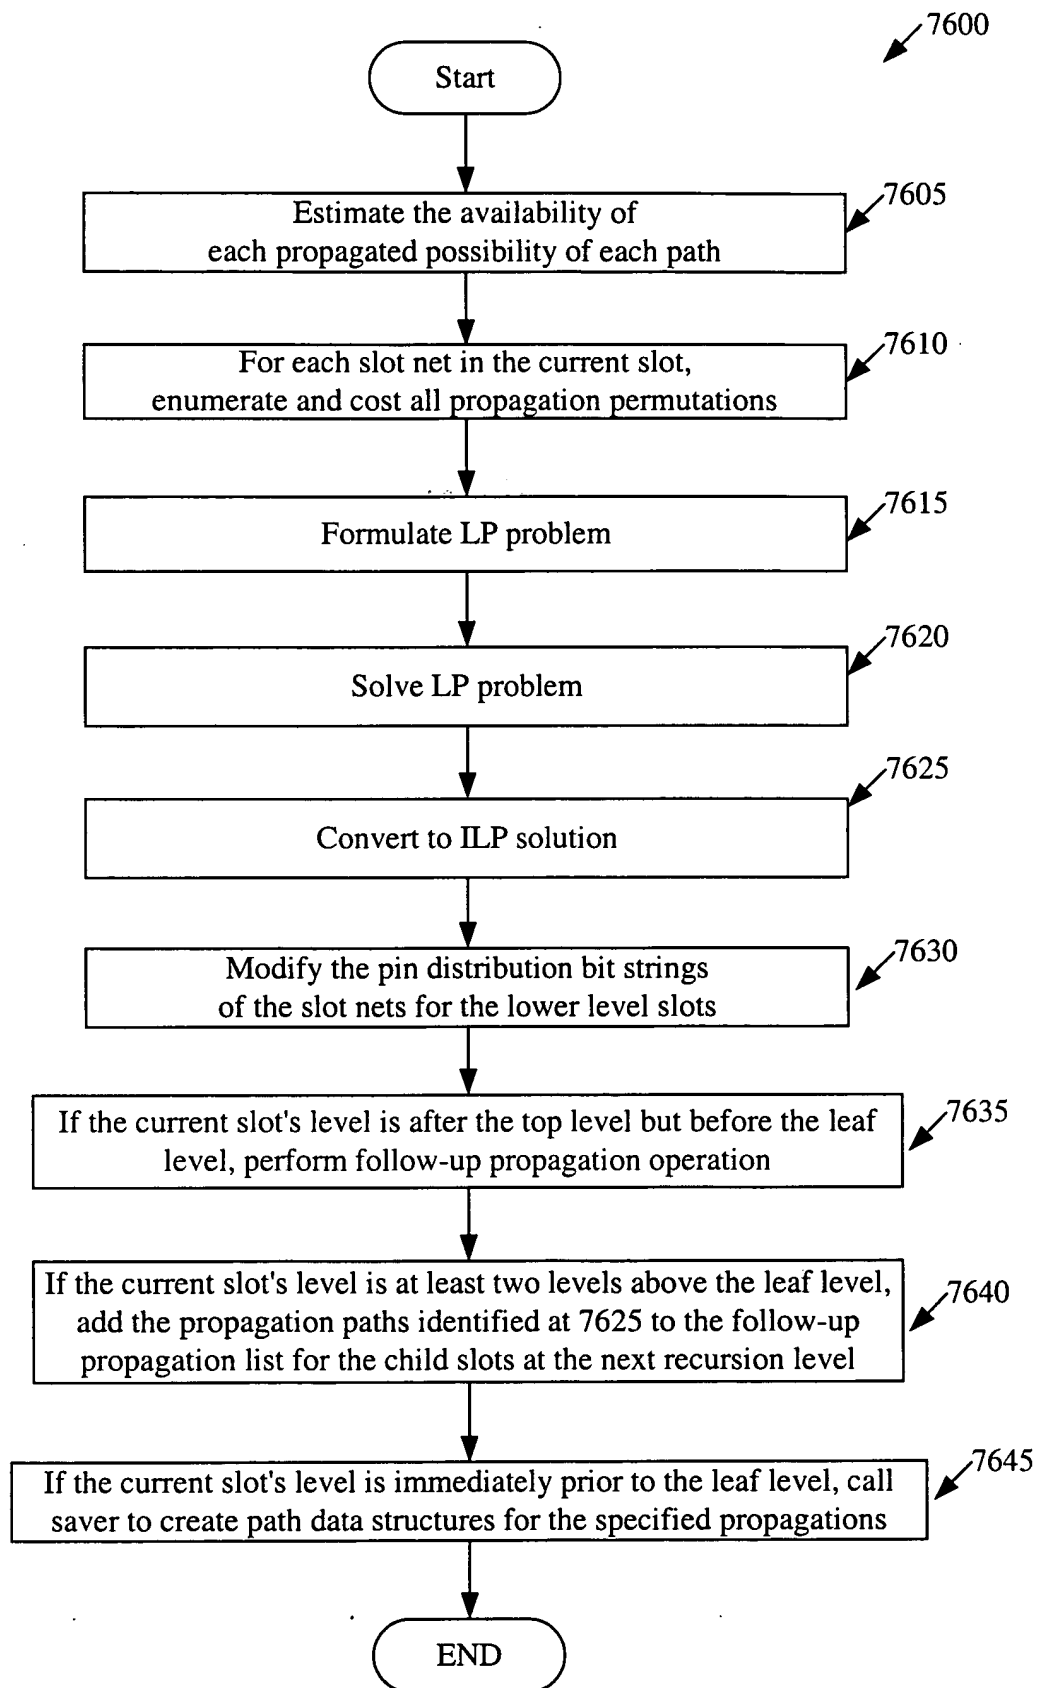 7600
Start
7605
Estimate the availability of
each propagated possibility of each path
7610
For each slot net in the current slot,
enumerate and cost all propagation permutations
7615
Formulate LP problem
7620
Solve LP problem
7625
Convert to ILP solution
7630
Modify the pin distribution bit strings
of the slot nets for the lower level slots
7635
If the current slot's level is after the top level but before the leaf
level, perform follow-up propagation operation
7640
If the current slot's level is at least two levels above the leaf level,
add the propagation paths identified at 7625 to the follow-up
propagation list for the child slots at the next recursion level
7645
If the current slot's level is immediately prior to the leaf level, call
saver to create path data structures for the specified propagations
END